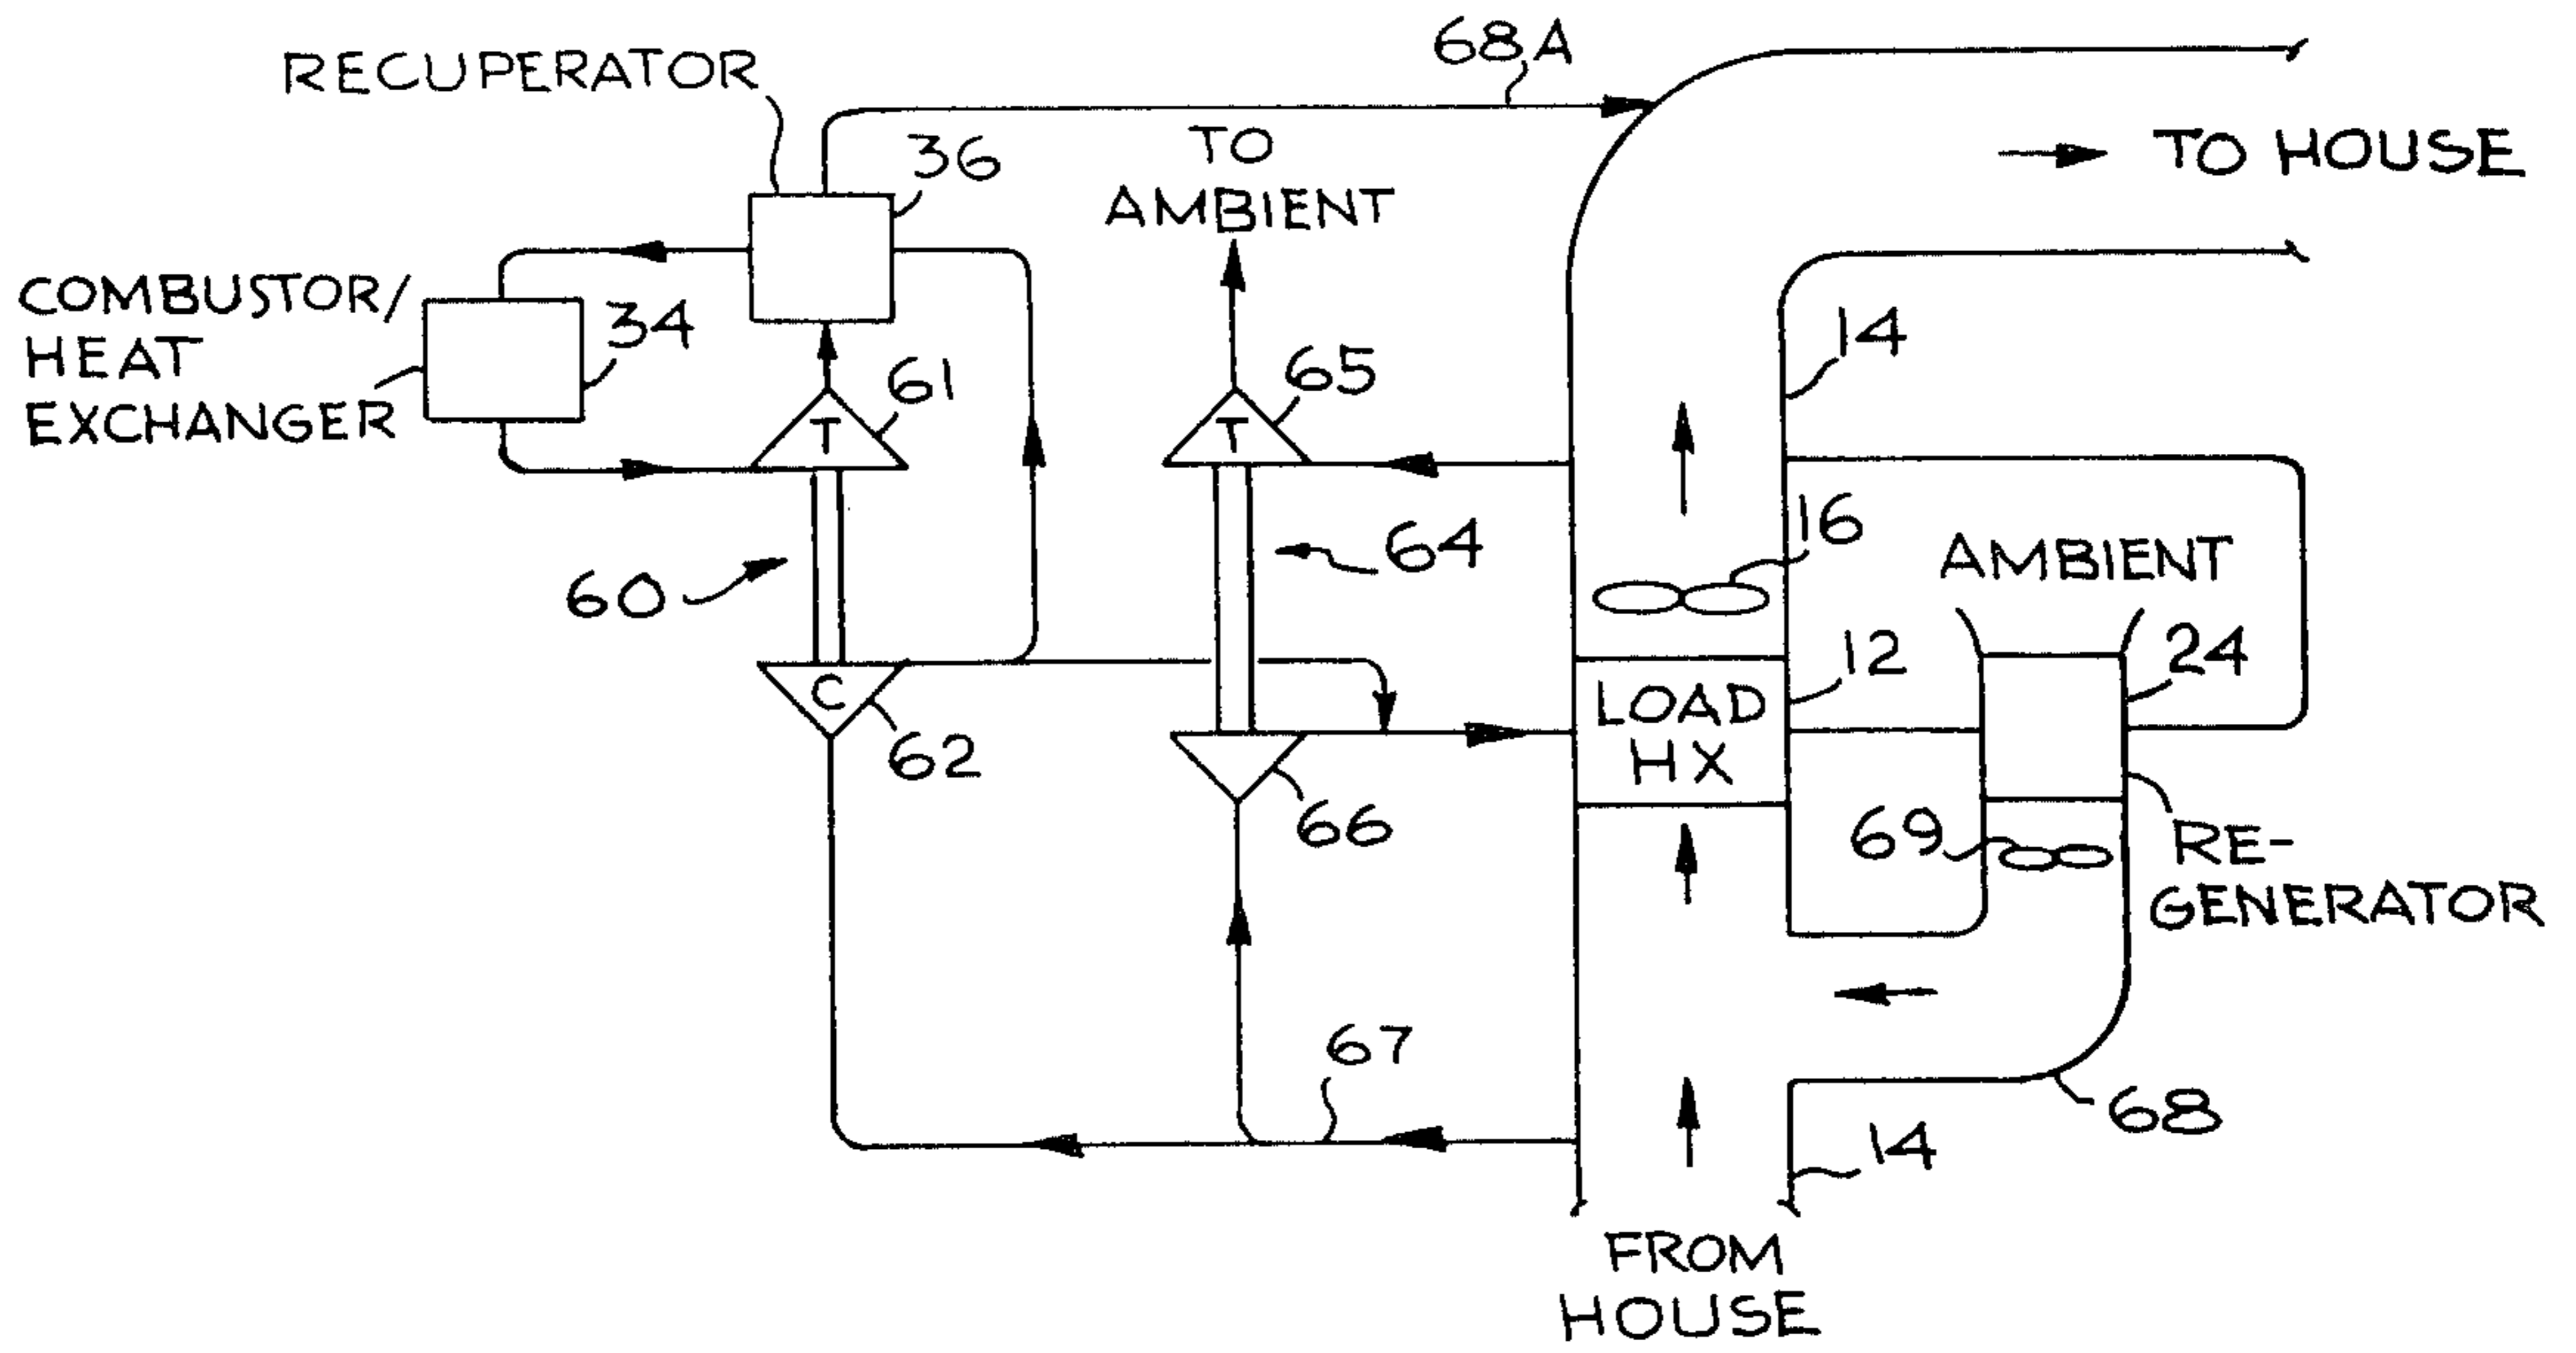 68A
RECUPERATOR
36
TO
AMBIENT
TO HOUSE
COMBUSTOR/
HEAT
EXCHANGER
34
61
T
65
T
14
16
64
AMBIENT
60
12
24
C
62
LOAD
HX
66
69
RE-
GENERATOR
67
68
14
FROM
HOUSE